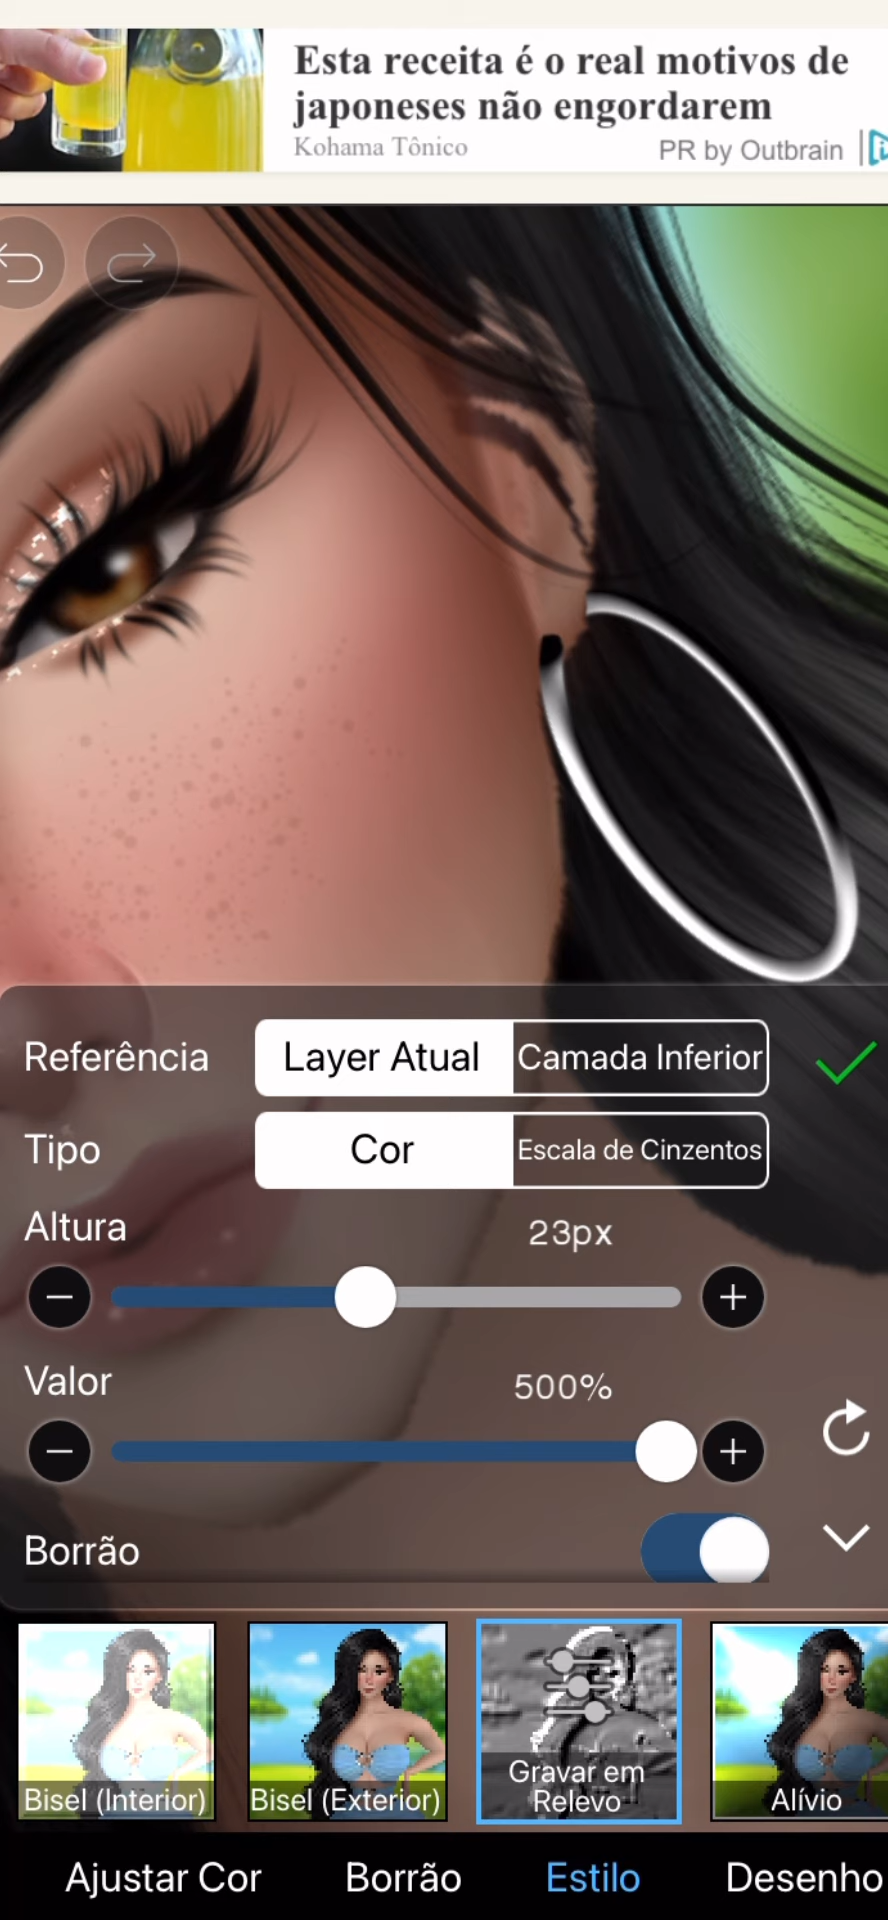 Esta receita é o real motivos de
japoneses não engordarem
Kohama Tônico
PR by Outbrain
Referência
Layer Atual
Camada Inferior
Tipo
Cor
Escala de Cinzentos
Altura
23px
Valor
500%
Borrão
Bisel (Interior)
Bisel (Exterior)
Gravar em
Relevo
Alívio
Ajustar Cor
Borrão
Estilo
Desenho